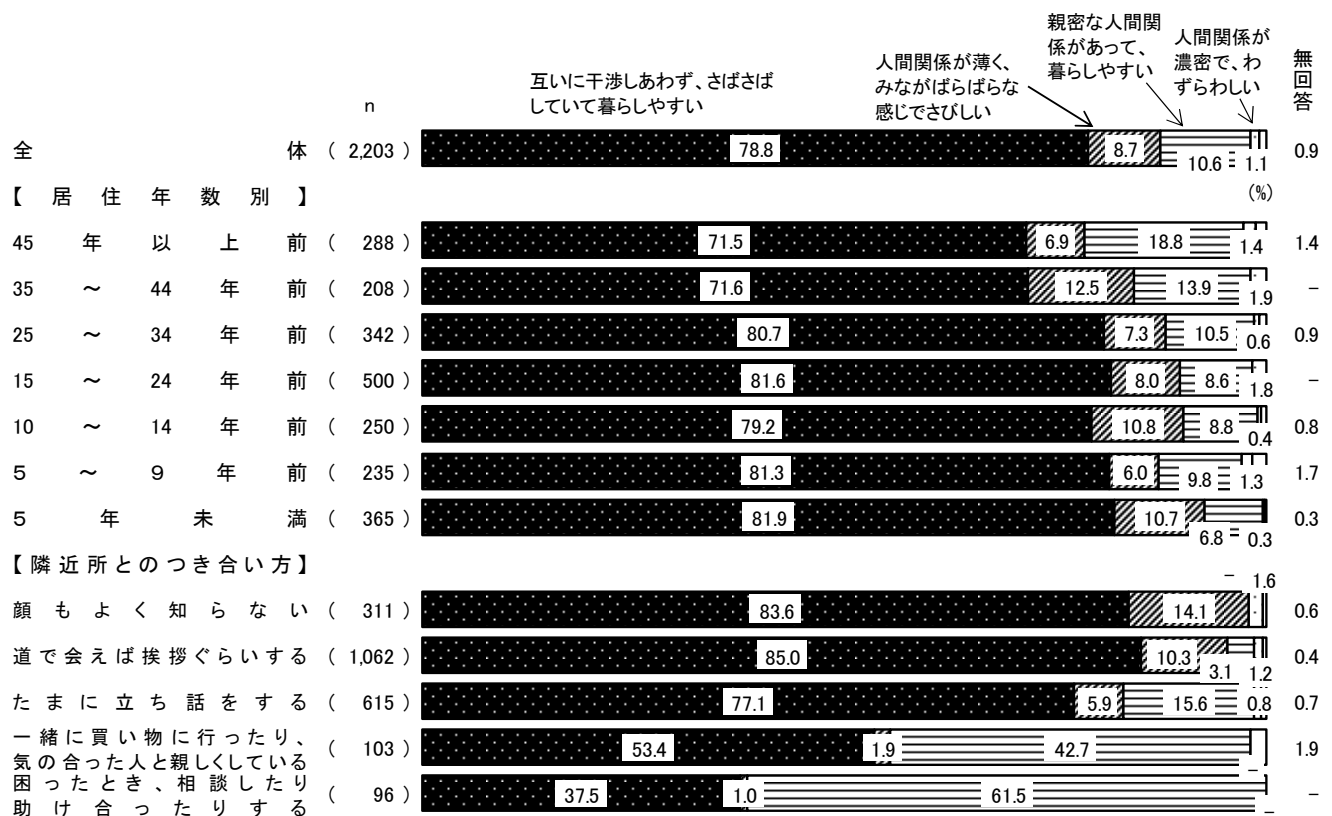 親密な人間関
係があって、
暮らしやすい
人間関係が
濃密で、わ
ずらわしい
無回答
人間関係が薄く、
みながばらばらな
感じでさびしい
互いに干渉しあわず、さばさば
していて暮らしやすい
n
全体 ( 2,203 ) 78.8 8.7 10.6 1.1 0.9
【居住年数別】 (%)
45年以上前 ( 288 ) 71.5 6.9 18.8 1.4 1.4
35～44年前 ( 208 ) 71.6 12.5 13.9 1.9 -
25～34年前 ( 342 ) 80.7 7.3 10.5 0.6 0.9
15～24年前 ( 500 ) 81.6 8.0 8.6 1.8 -
10～14年前 ( 250 ) 79.2 10.8 8.8 0.4 0.8
5～9年前 ( 235 ) 81.3 6.0 9.8 1.3 1.7
5年未満 ( 365 ) 81.9 10.7 6.8 0.3 0.3
【隣近所とのつき合い方】
顔もよく知らない ( 311 ) 83.6 14.1 - 1.6 0.6
道で会えば挨拶ぐらいする ( 1,062 ) 85.0 10.3 3.1 1.2 0.4
たまに立ち話をする ( 615 ) 77.1 5.9 15.6 0.8 0.7
一緒に買い物に行ったり、
気の合った人と親しくしている ( 103 ) 53.4 1.9 42.7 - 1.9
困ったとき、相談したり
助け合ったりする ( 96 ) 37.5 1.0 61.5 - -